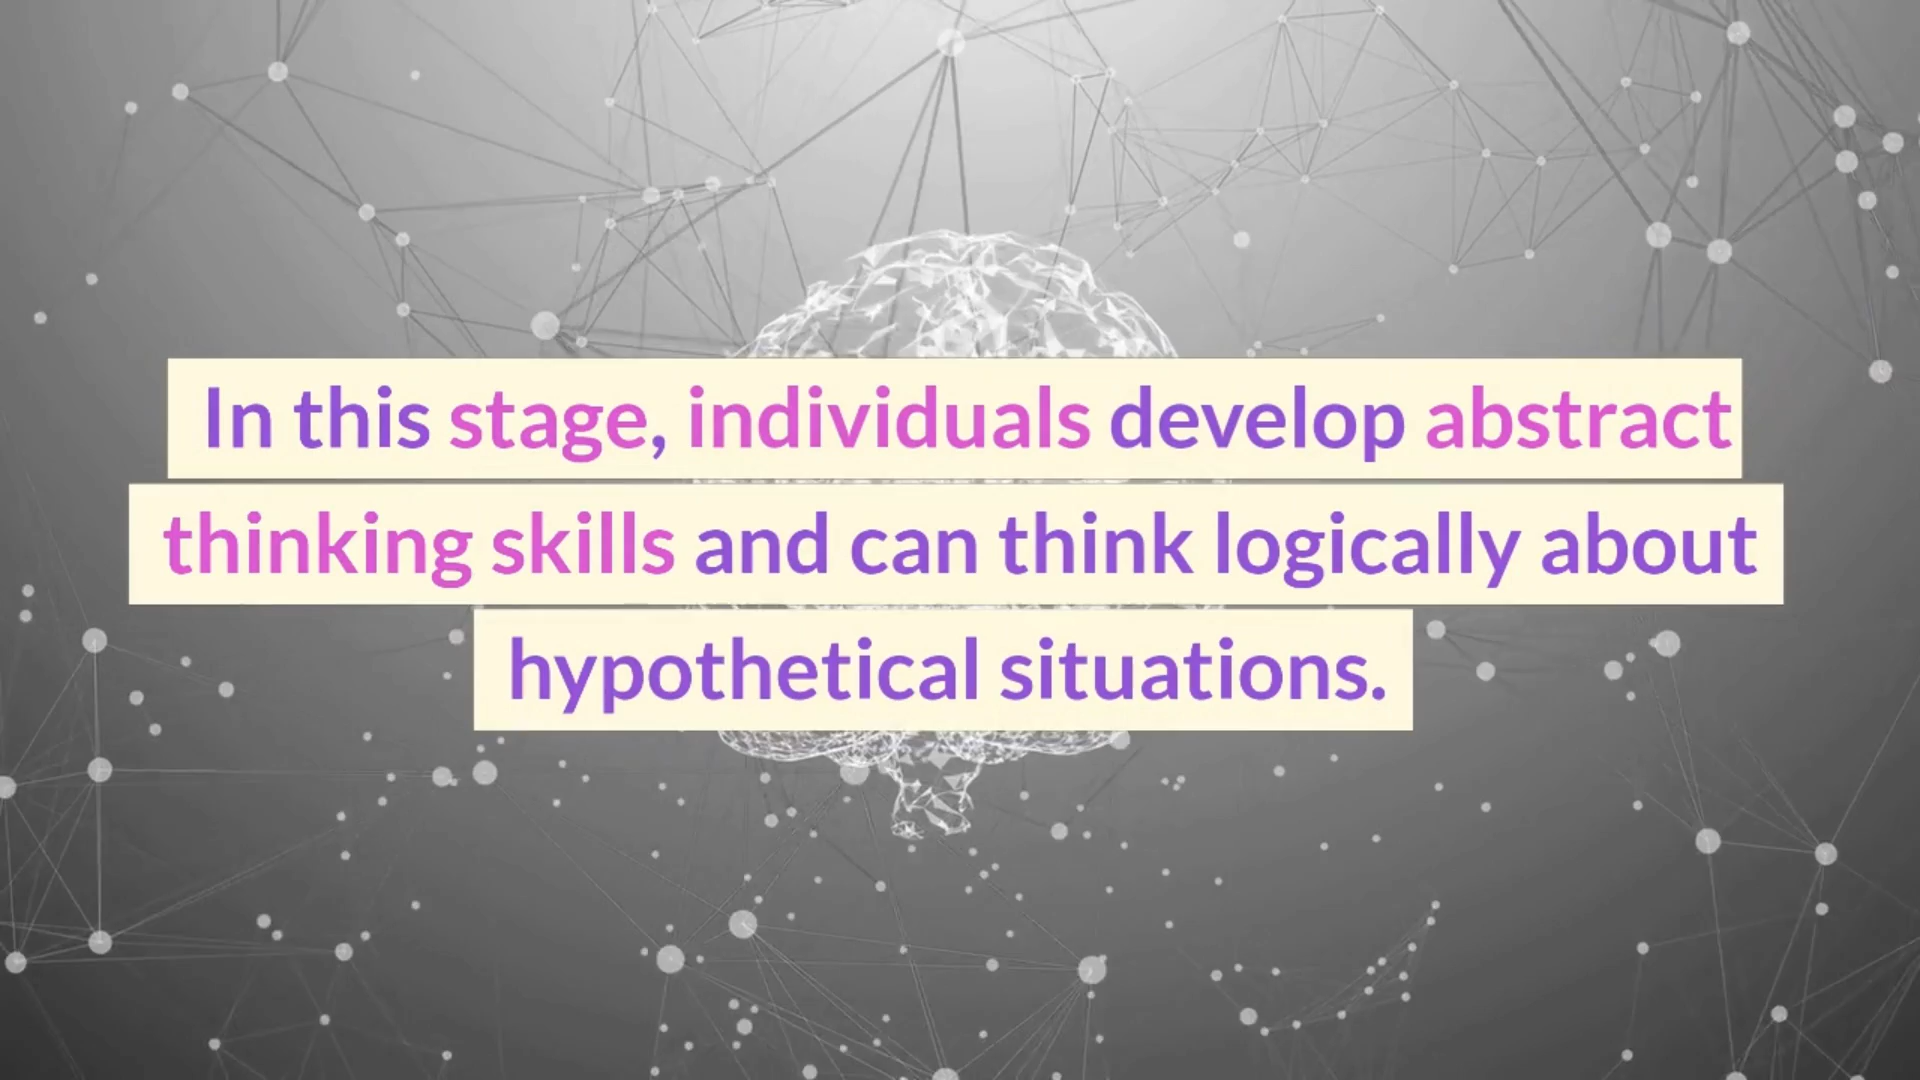 In this stage, individuals develop abstract
thinking skills and can think logically about
hypothetical situations.